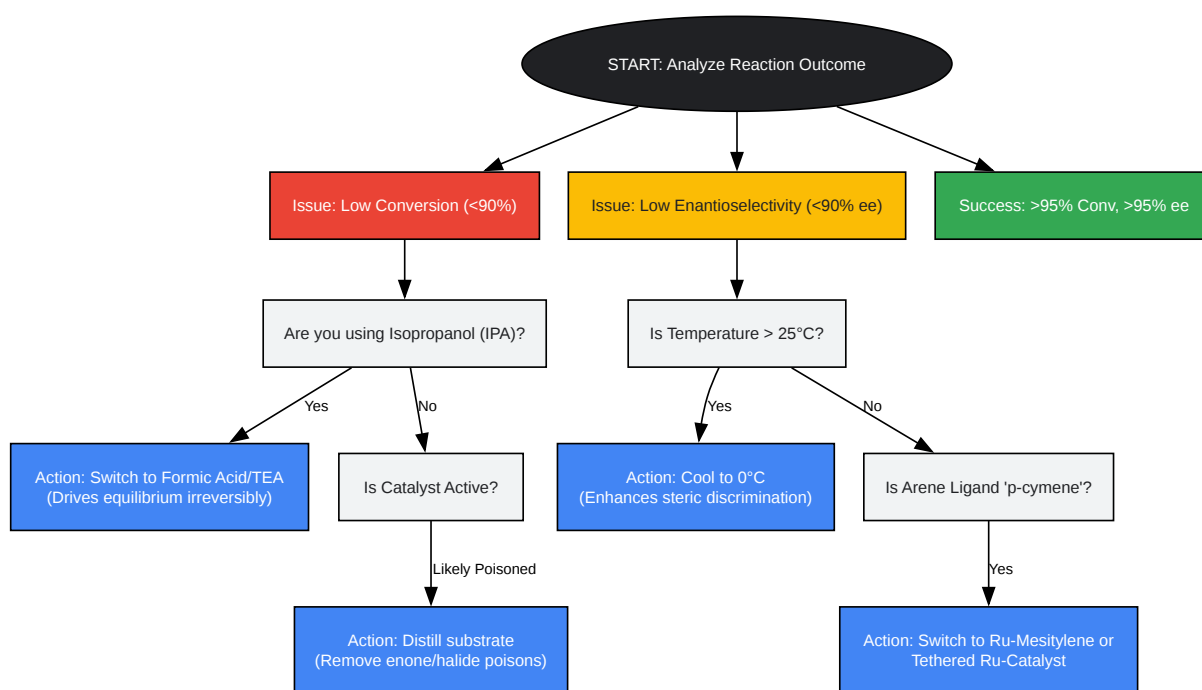 START: Analyze Reaction Outcome
Issue: Low Conversion (<90%)
Issue: Low Enantioselectivity (<90% ee)
Success: >95% Conv, >95% ee
Are you using Isopropanol (IPA)?
Is Temperature > 25°C?
Yes
No
Yes
No
Action: Switch to Formic Acid/TEA
(Drives equilibrium irreversibly)
Is Catalyst Active?
Action: Cool to 0°C
(Enhances steric discrimination)
Is Arene Ligand 'p-cymene'?
Likely Poisoned
Yes
Action: Distill substrate
(Remove enone/halide poisons)
Action: Switch to Ru-Mesitylene or
Tethered Ru-Catalyst